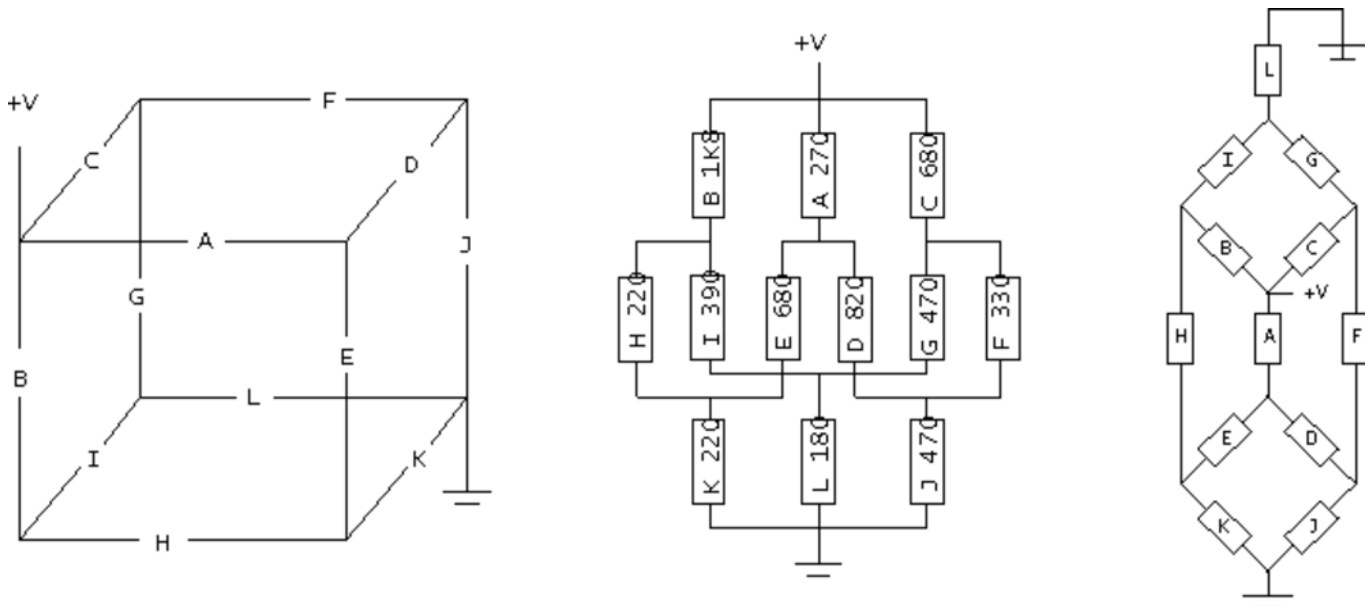 +V
F
C
D
A
J
G
E
B
L
I
K
H
+V
B 1K8
A 270
C 680
H 220
I 390
E 680
D 820
G 470
F 330
K 220
L 180
J 470
L
I
G
B
C
+V
H
A
F
E
D
K
J